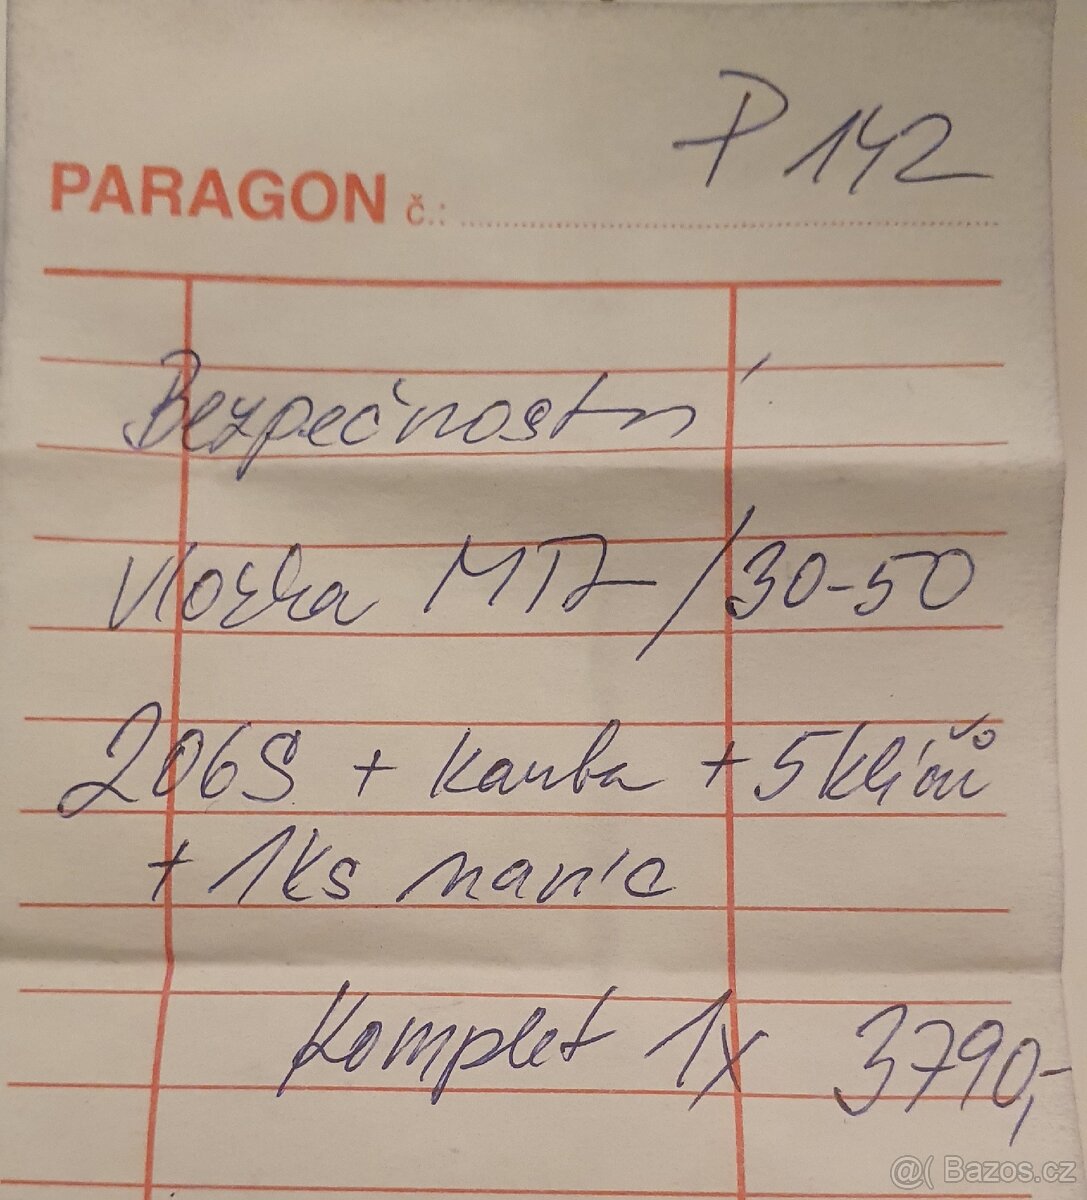 P 142
PARAGON č.:
Bezpečnostní
vložka MTL / 30-50
206S + karta + 5 klíčů
+ 1ks navíc
Komplet 1x 3790,-
@( Bazos.cz